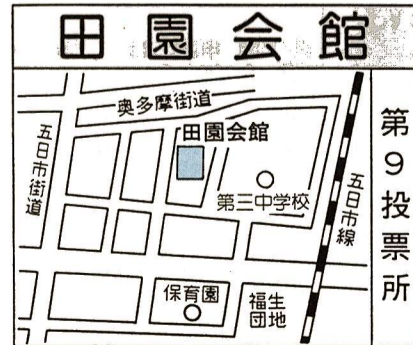 田園会館
奥多摩街道
田園会館
五日市街道
第三中学校
五日市線
保育園
福生
団地
第9投票所